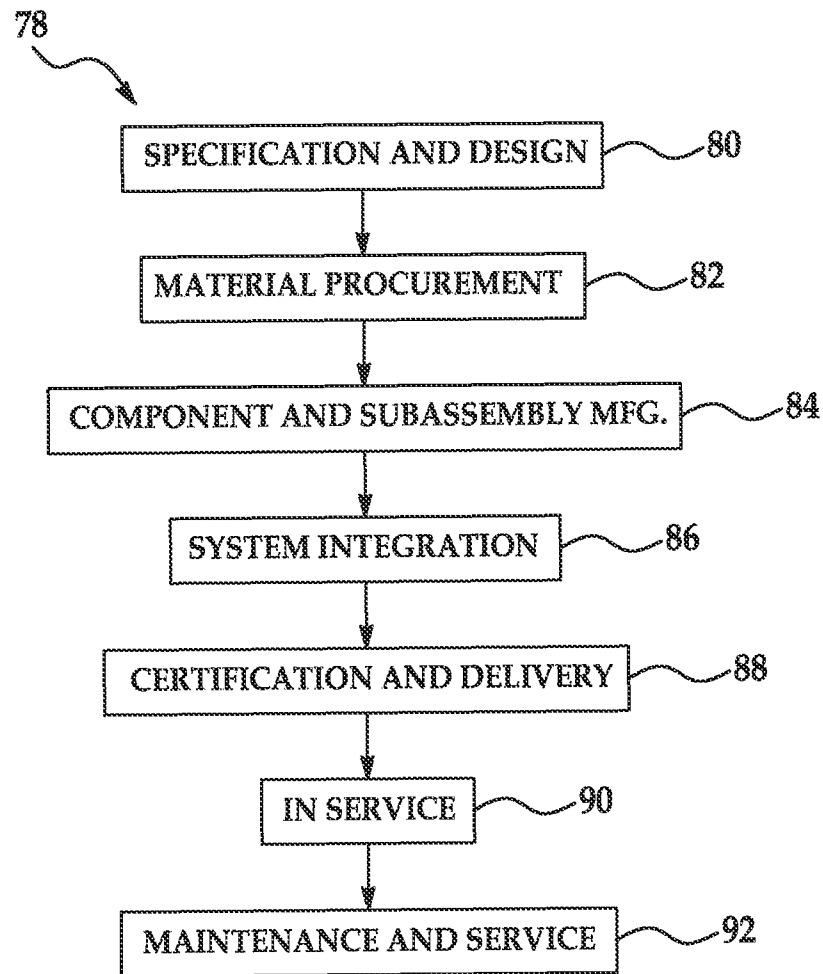 78
SPECIFICATION AND DESIGN 80
MATERIAL PROCUREMENT 82
COMPONENT AND SUBASSEMBLY MFG. 84
SYSTEM INTEGRATION 86
CERTIFICATION AND DELIVERY 88
IN SERVICE 90
MAINTENANCE AND SERVICE 92